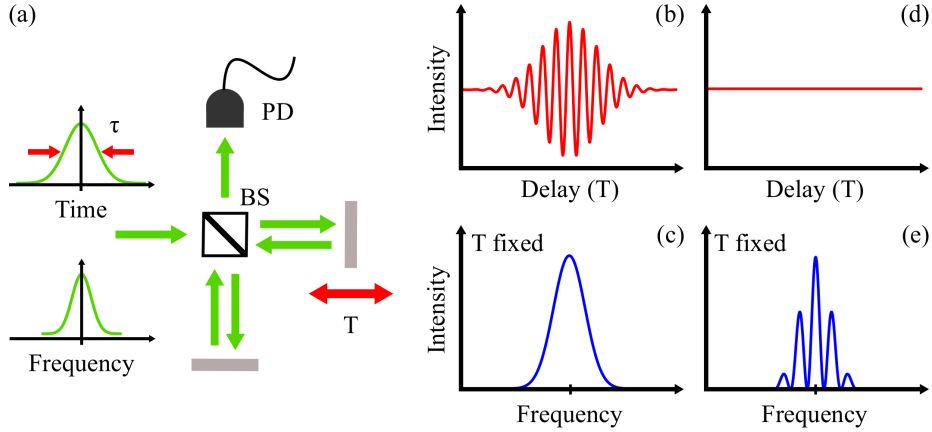 (a)
PD
τ
Time
BS
T
Frequency
(b)
Intensity
Delay (T)
(d)
Delay (T)
(c)
T fixed
Intensity
Frequency
(e)
T fixed
Frequency